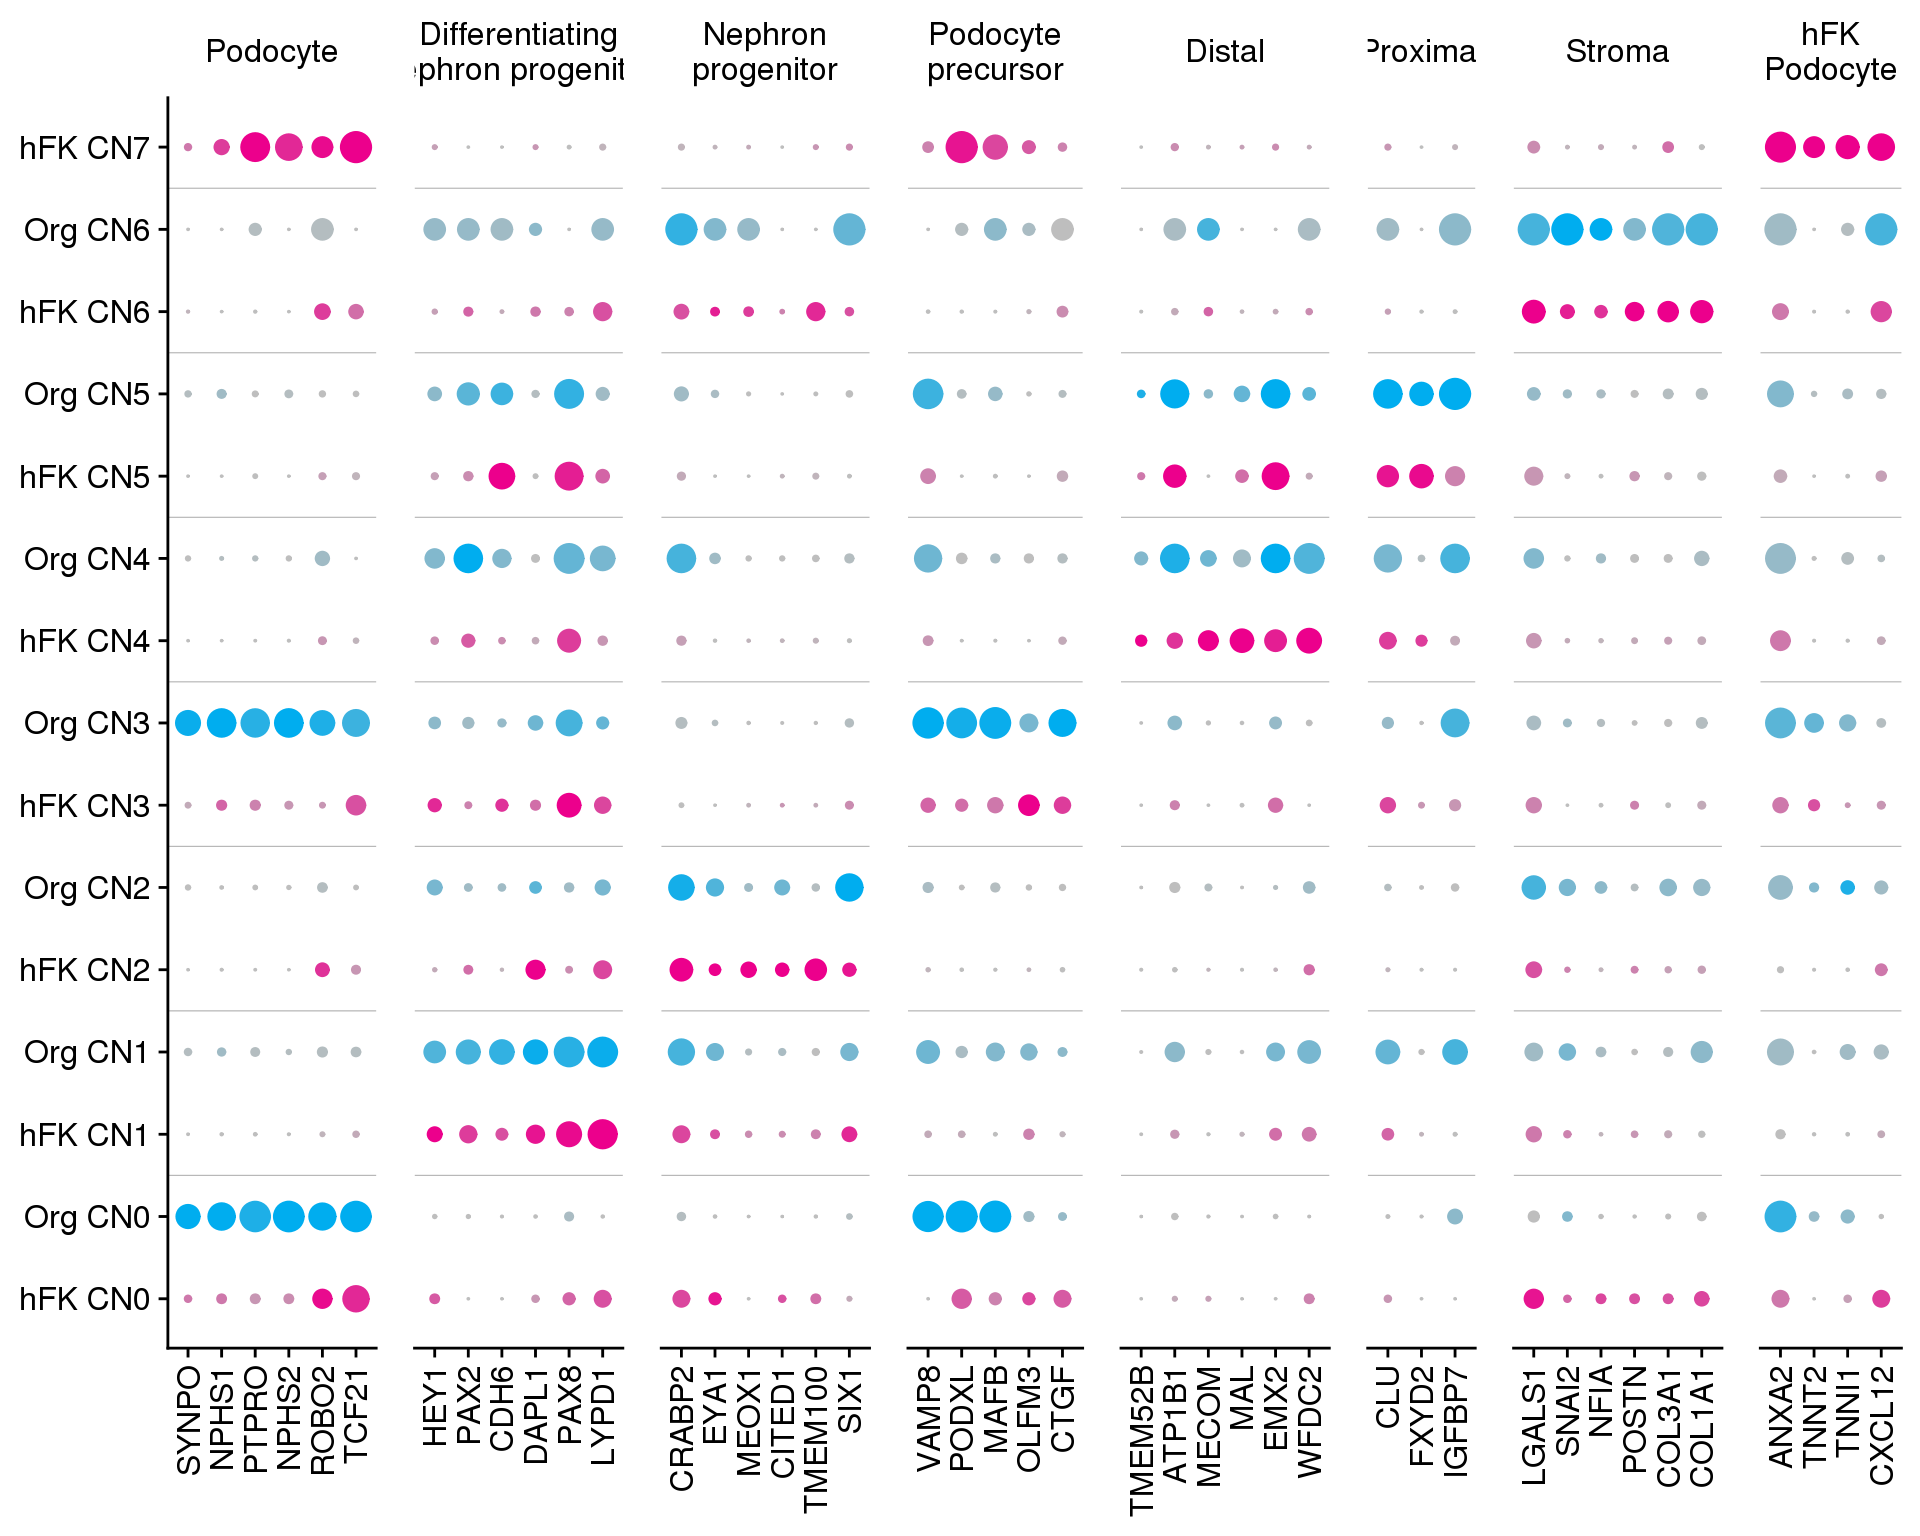 Podocyte
Differentiating
ephron progenit
Nephron
progenitor
Podocyte
precursor
Distal
Proxima
Stroma
hFK
Podocyte
hFK CN7
Org CN6
hFK CN6
Org CN5
hFK CN5
Org CN4
hFK CN4
Org CN3
hFK CN3
Org CN2
hFK CN2
Org CN1
hFK CN1
Org CN0
hFK CN0
SYNPO
NPHS1
PTPRO
NPHS2
ROBO2
TCF21
HEY1
PAX2
CDH6
DAPL1
PAX8
LYPD1
CRABP2
EYA1
MEOX1
CITED1
TMEM100
SIX1
VAMP8
PODXL
MAFB
OLFM3
CTGF
TMEM52B
ATP1B1
MECOM
MAL
EMX2
WFDC2
CLU
FXYD2
IGFBP7
LGALS1
SNAI2
NFIA
POSTN
COL3A1
COL1A1
ANXA2
TNNT2
TNNI1
CXCL12